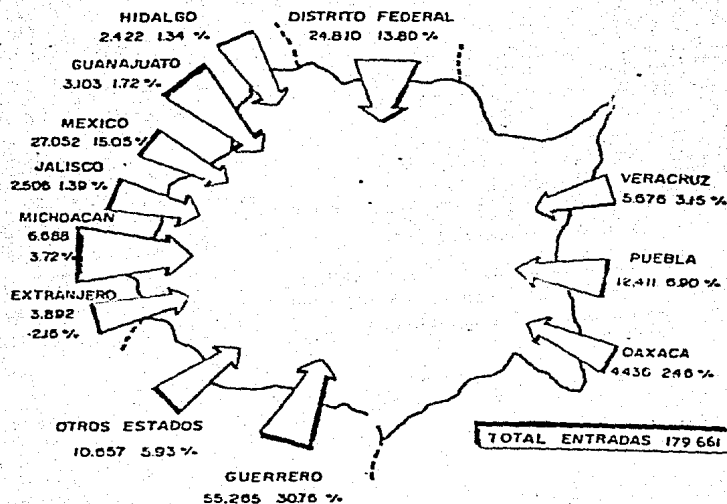 HIDALGO
2.422 1.34 %
DISTRITO FEDERAL
24.810 13.80 %
GUANAJUATO
3.103 1.72 %
MEXICO
27.052 15.05 %
JALISCO
2.506 1.39 %
MICHOACAN
6.688
3.72 %
EXTRANJERO
3.892
2.16 %
OTROS ESTADOS
10.657 5.93 %
GUERRERO
55.265 30.76 %
VERACRUZ
5.676 3.15 %
PUEBLA
12.411 6.90 %
OAXACA
4430 2.46 %
TOTAL ENTRADAS 179 661